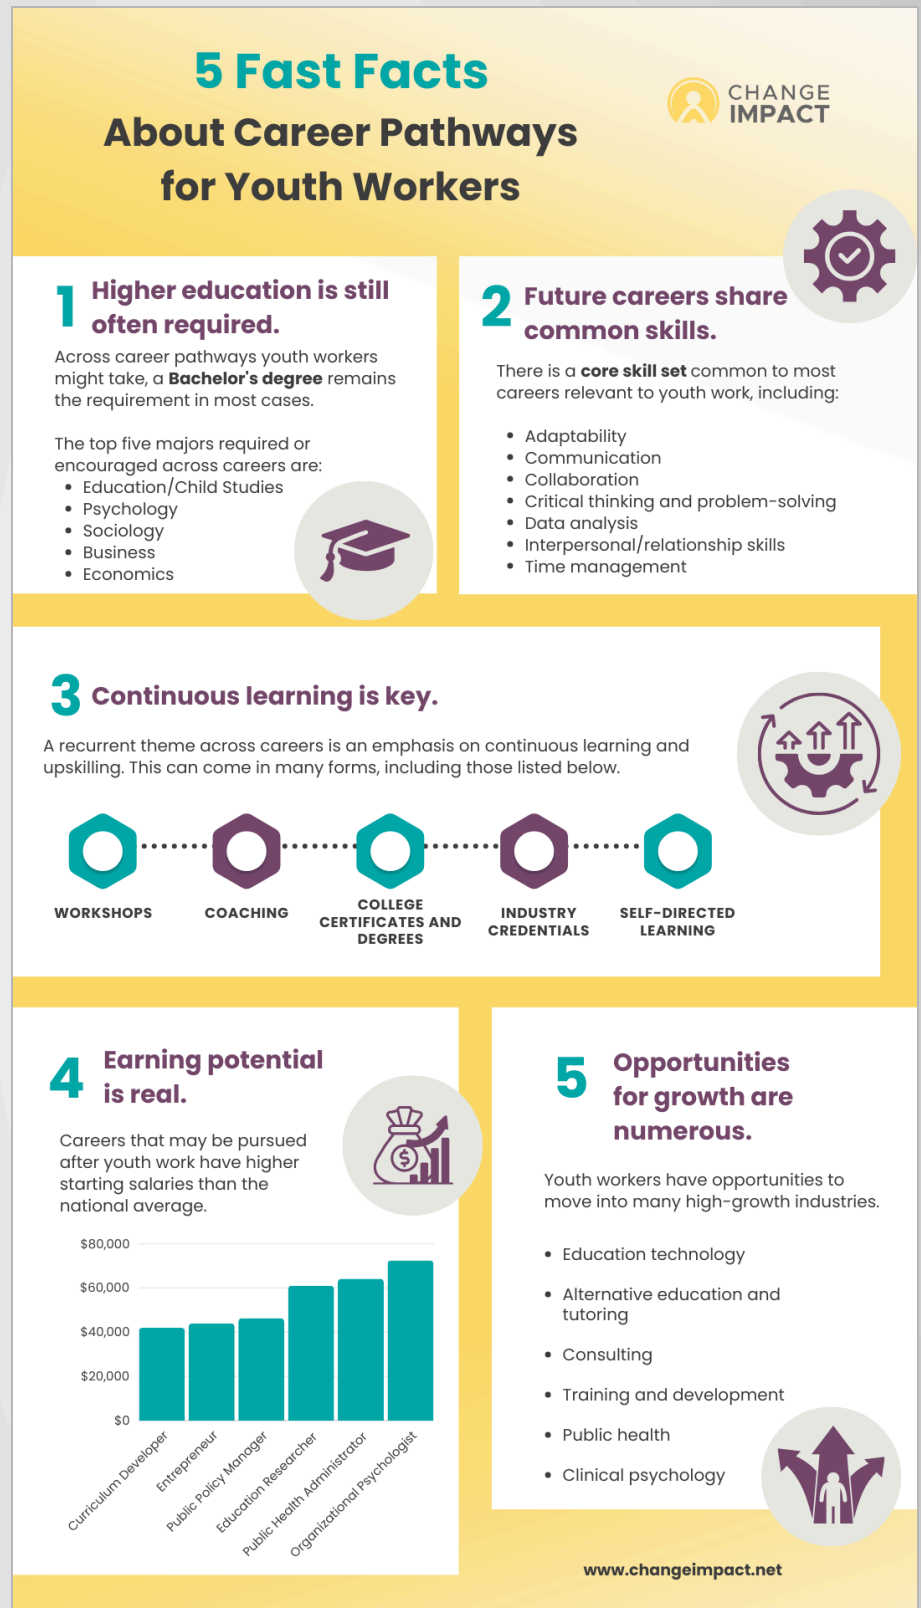 5 Fast Facts
About Career Pathways
for Youth Workers
CHANGE
IMPACT
1
Higher education is still
often required.
Across career pathways youth workers
might take, a Bachelor's degree remains
the requirement in most cases.
The top five majors required or
encouraged across careers are:
• Education/Child Studies
• Psychology
• Sociology
• Business
• Economics
2
Future careers share
common skills.
There is a core skill set common to most
careers relevant to youth work, including:
• Adaptability
• Communication
• Collaboration
• Critical thinking and problem-solving
• Data analysis
• Interpersonal/relationship skills
• Time management
3
Continuous learning is key.
A recurrent theme across careers is an emphasis on continuous learning and
upskilling. This can come in many forms, including those listed below.
WORKSHOPS
COACHING
COLLEGE
CERTIFICATES AND
DEGREES
INDUSTRY
CREDENTIALS
SELF-DIRECTED
LEARNING
4
Earning potential
is real.
Careers that may be pursued
after youth work have higher
starting salaries than the
national average.
$
$80,000
$60,000
$40,000
$20,000
$0
Curriculum Developer
Entrepreneur
Public Policy Manager
Education Researcher
Public Health Administrator
Organizational Psychologist
5
Opportunities
for growth are
numerous.
Youth workers have opportunities to
move into many high-growth industries.
• Education technology
• Alternative education and
tutoring
• Consulting
• Training and development
• Public health
• Clinical psychology
www.changeimpact.net